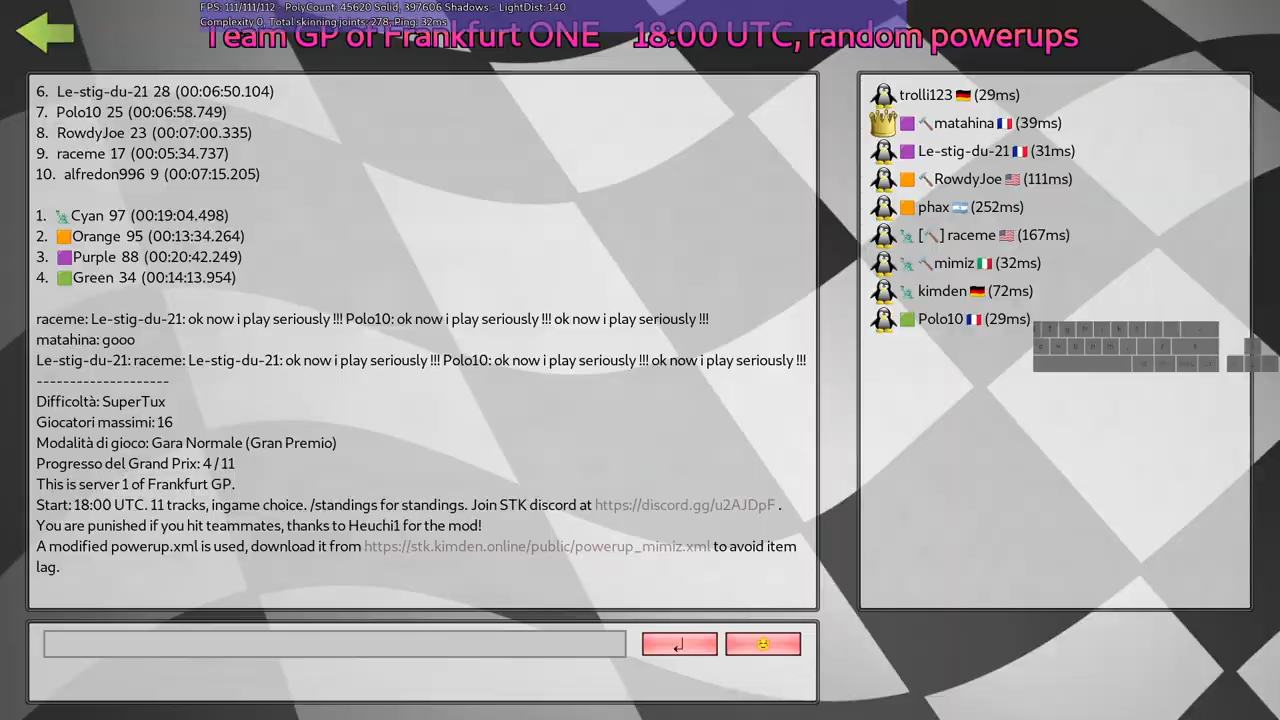 FPS: 111/111/112 - PolyCount: 45620 Solid, 397606 Shadows - LightDist: 140
Complexity 0, Total skinning joints: 278, Ping: 32ms
Team GP of Frankfurt ONE 18:00 UTC, random powerups
6. Le-stig-du-21 28 (00:06:50.104)
7. Polo10 25 (00:06:58.749)
8. RowdyJoe 23 (00:07:00.335)
9. raceme 17 (00:05:34.737)
10. alfredon996 9 (00:07:15.205)
1. 🗽Cyan 97 (00:19:04.498)
2. 🟧Orange 95 (00:13:34.264)
3. 🟪Purple 88 (00:20:42.249)
4. 🟩Green 34 (00:14:13.954)
raceme: Le-stig-du-21: ok now i play seriously !!! Polo10: ok now i play seriously !!! ok now i play seriously !!!
matahina: gooo
Le-stig-du-21: raceme: Le-stig-du-21: ok now i play seriously !!! Polo10: ok now i play seriously !!! ok now i play seriously !!!
--------------------
Difficoltà: SuperTux
Giocatori massimi: 16
Modalità di gioco: Gara Normale (Gran Premio)
Progresso del Grand Prix: 4 / 11
This is server 1 of Frankfurt GP.
Start: 18:00 UTC. 11 tracks, ingame choice. /standings for standings. Join STK discord at https://discord.gg/u2AJDpF .
You are punished if you hit teammates, thanks to Heuchi1 for the mod!
A modified powerup.xml is used, download it from https://stk.kimden.online/public/powerup_mimiz.xml to avoid item
lag.
trolli123 🇩🇪 (29ms)
🟪 🔨matahina 🇫🇷 (39ms)
🟪 Le-stig-du-21 🇫🇷 (31ms)
🟧 🔨RowdyJoe 🇺🇸 (111ms)
🟧 phax 🇦🇷 (252ms)
🗽 [🔨] raceme 🇺🇸 (167ms)
🗽 🔨mimiz 🇮🇹 (32ms)
🗽 kimden 🇩🇪 (72ms)
🟩 Polo10 🇫🇷 (29ms)